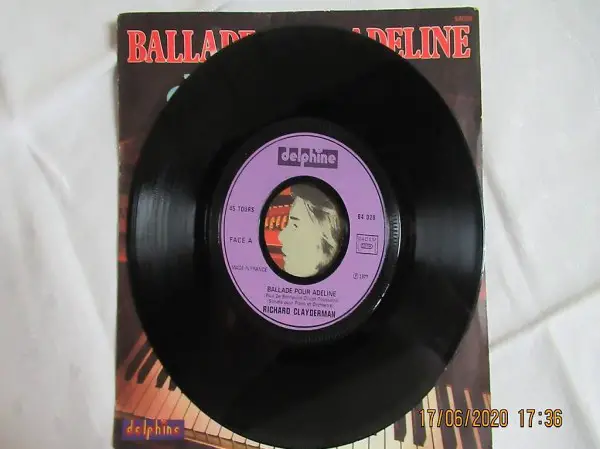 BALLADE
ADELINE
delphine
45 TOURS
64 026
FACE A
MADE IN FRANCE
℗ 1977
BALLADE POUR ADELINE
RICHARD CLAYDERMAN
delphine
17/06/2020 17:36